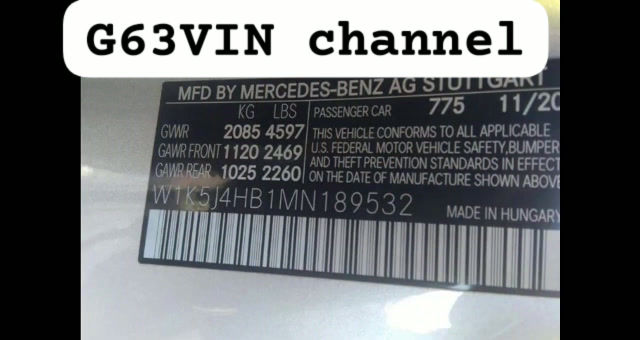 G63VIN channel
MFD BY MERCEDES-BENZ AG STUTTGART
KG LBS PASSENGER CAR 775 11/20
GVWR 2085 4597 THIS VEHICLE CONFORMS TO ALL APPLICABLE
GAWR FRONT 1120 2469 U.S. FEDERAL MOTOR VEHICLE SAFETY, BUMPER
GAWR REAR 1025 2260 AND THEFT PREVENTION STANDARDS IN EFFECT
ON THE DATE OF MANUFACTURE SHOWN ABOVE
W1K5J4HB1MN189532 MADE IN HUNGARY